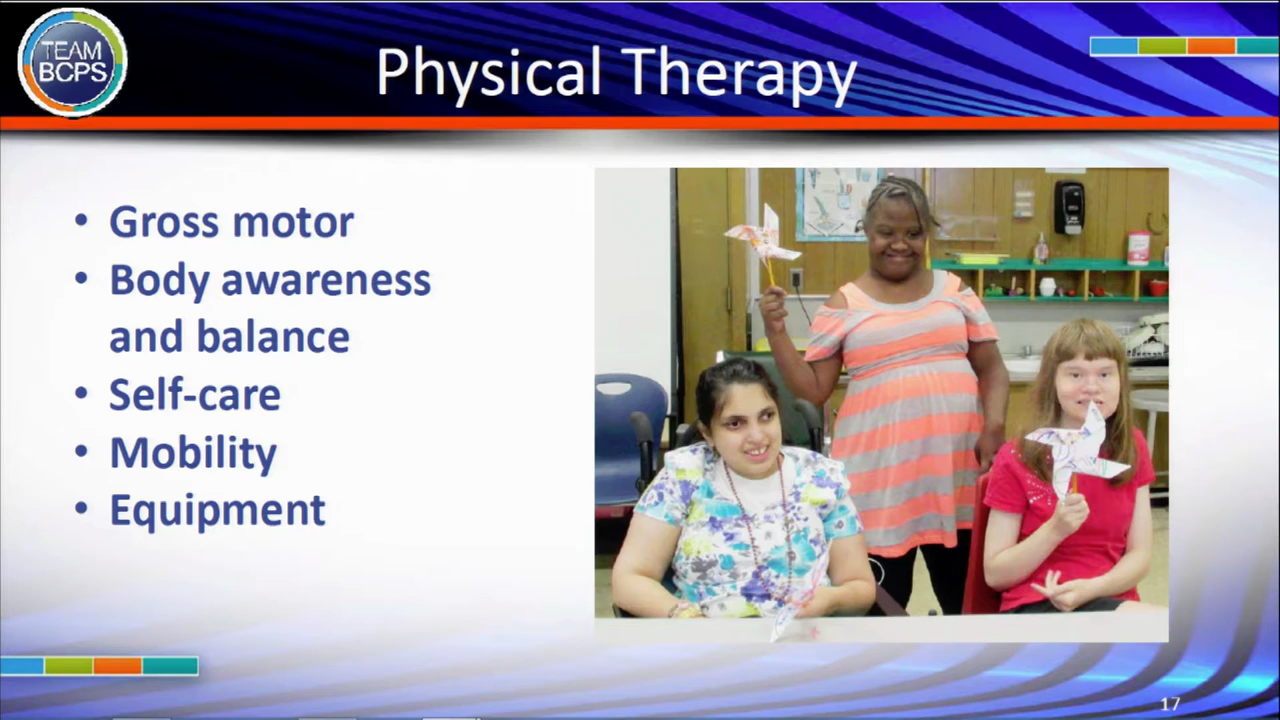 TEAM
BCPS
Physical Therapy
• Gross motor
• Body awareness
and balance
• Self-care
• Mobility
• Equipment
17